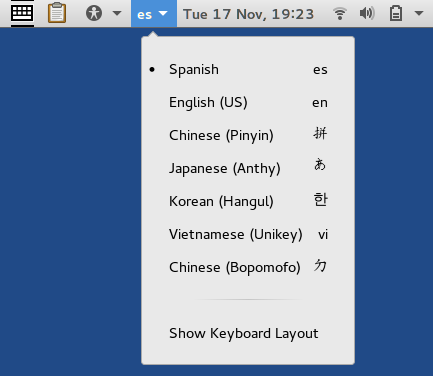 es Tue 17 Nov, 19:23
Spanish es
English (US) en
Chinese (Pinyin) 拼
Japanese (Anthy) あ
Korean (Hangul) 한
Vietnamese (Unikey) vi
Chinese (Bopomofo) ㄉ
Show Keyboard Layout